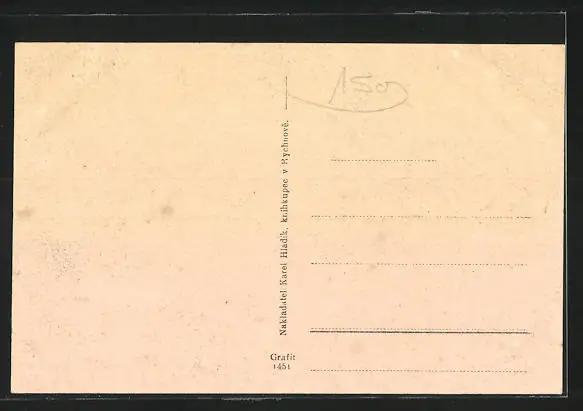 150
Nakladatel Karel Hladík, knihkupec v Rychnově.
Grafit
1451